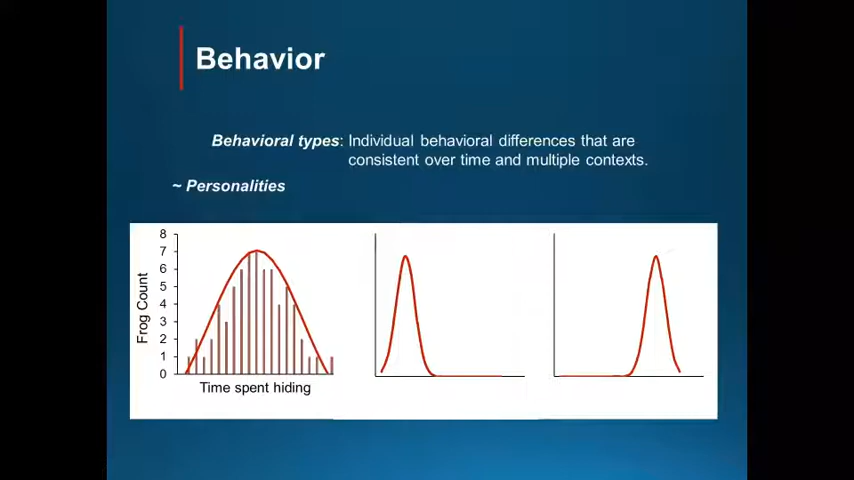 Behavior
Behavioral types: Individual behavioral differences that are
consistent over time and multiple contexts.
~ Personalities
8
7
6
5
4
3
2
1
0
Frog Count
Time spent hiding